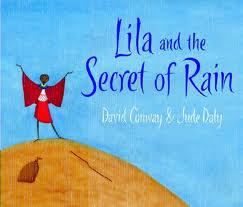 Lila and the
Secret of Rain
David Conway & Jude Daly